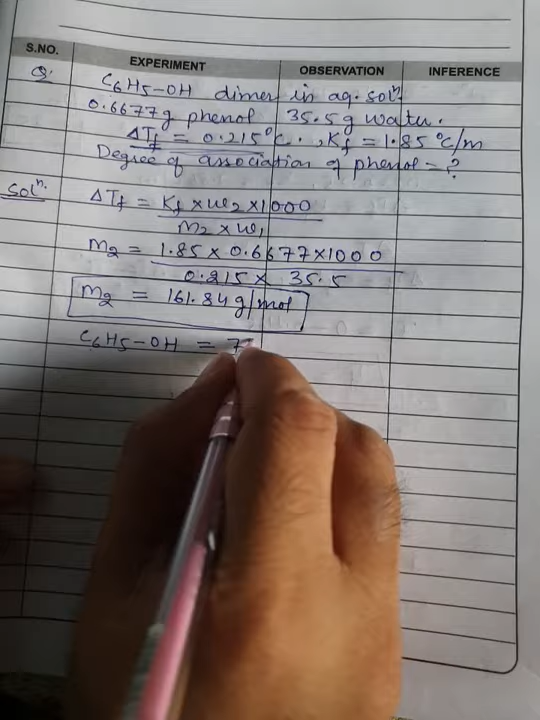 S.NO. EXPERIMENT OBSERVATION INFERENCE
Q. C6H5-OH dimer in aq. solⁿ.
0.6677g phenol 35.5g water.
ΔTf = 0.215°C. , Kf = 1.85 °C/m
Degree of association of phenol = ?
Solⁿ. ΔTf = Kf × w2 × 1000
M2 × w1
M2 = 1.85 × 0.6677 × 1000
0.215 × 35.5
M2 = 161.84 g/mol
C6H5-OH = 7